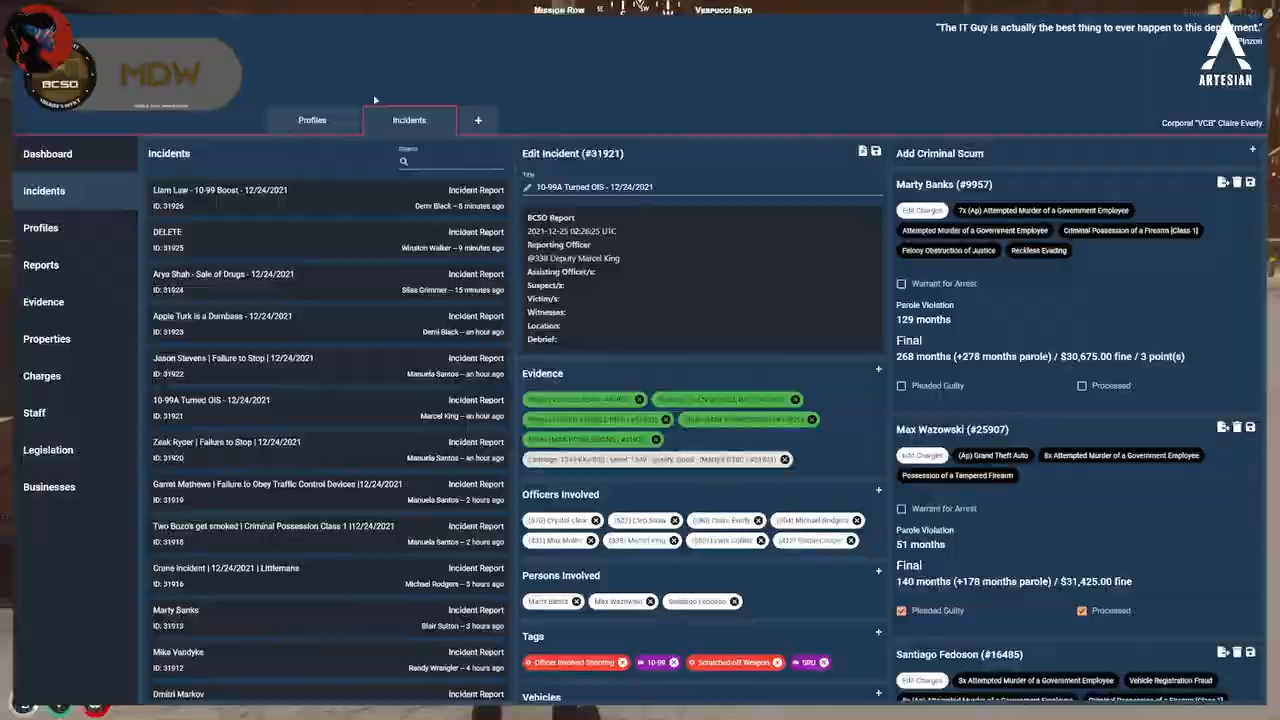 Mission Row
SE
SW
Vespucci Blvd
"The IT Guy is actually the best thing to ever happen to this department."
ARTESIAN
BCSO
MDW
Profiles
Incidents
+
Corporal "VCB" Claire Everly
Dashboard
Incidents
Profiles
Reports
Evidence
Properties
Charges
Staff
Legislation
Businesses
Incidents
Liam Law - 10-99 Boost - 12/24/2021 Incident Report
ID: 31926 Demi Black - 8 minutes ago
DELETE Incident Report
ID: 31925 Winston Walker - 9 minutes ago
Arya Shah - Sale of Drugs - 12/24/2021 Incident Report
ID: 31924 Silas Grimmer - 15 minutes ago
Apple Turk is a Dumbass - 12/24/2021 Incident Report
ID: 31923 Demi Black - an hour ago
Jason Stevens | Failure to Stop | 12/24/2021 Incident Report
ID: 31922 Manuela Santos - an hour ago
10-99A Turned OIS - 12/24/2021 Incident Report
ID: 31921 Marcel King - an hour ago
Zeak Ryder | Failure to Stop | 12/24/2021 Incident Report
ID: 31920 Manuela Santos - an hour ago
Garret Mathews | Failure to Obey Traffic Control Devices |12/24/2021 Incident Report
ID: 31919 Manuela Santos - 2 hours ago
Two Bozo's get smoked | Criminal Possession Class 1 |12/24/2021 Incident Report
ID: 31918 Manuela Santos - 2 hours ago
Crane incident | 12/24/2021 | Littlemans Incident Report
ID: 31916 Michael Rodgers - 3 hours ago
Marty Banks Incident Report
ID: 31913 Blair Sutton - 3 hours ago
Mike Vandyke Incident Report
ID: 31912 Randy Wrangler - 4 hours ago
Dmitri Markov Incident Report
Edit Incident (#31921)
Title
10-99A Turned OIS - 12/24/2021
BCSO Report
2021-12-25 02:26:25 UTC
Reporting Officer
@338 Deputy Marcel King
Assisting Officer/s:
Suspect/s:
Victim/s:
Witnesses:
Location:
Debrief:
Evidence
Officers Involved
Crystal Clear
Claire Everly
Michael Rodgers
Marcel King
Persons Involved
Marty Banks
Max Wazowski
Santiago Fedoson
Tags
Officer Involved Shooting
10-99
Scratched off Weapon
SRU
Vehicles
Add Criminal Scum
Marty Banks (#9957)
Edit Charges
7x (Ap) Attempted Murder of a Government Employee
Attempted Murder of a Government Employee
Criminal Possession of a Firearm [Class 1]
Felony Obstruction of Justice
Reckless Evading
Warrant for Arrest
Parole Violation
129 months
Final
268 months (+278 months parole) / $30,675.00 fine / 3 point(s)
Pleaded Guilty
Processed
Max Wazowski (#25907)
Edit Charges
(Ap) Grand Theft Auto
8x Attempted Murder of a Government Employee
Possession of a Tampered Firearm
Warrant for Arrest
Parole Violation
51 months
Final
140 months (+178 months parole) / $31,425.00 fine
Pleaded Guilty
Processed
Santiago Fedoson (#16485)
Edit Charges
3x Attempted Murder of a Government Employee
Vehicle Registration Fraud